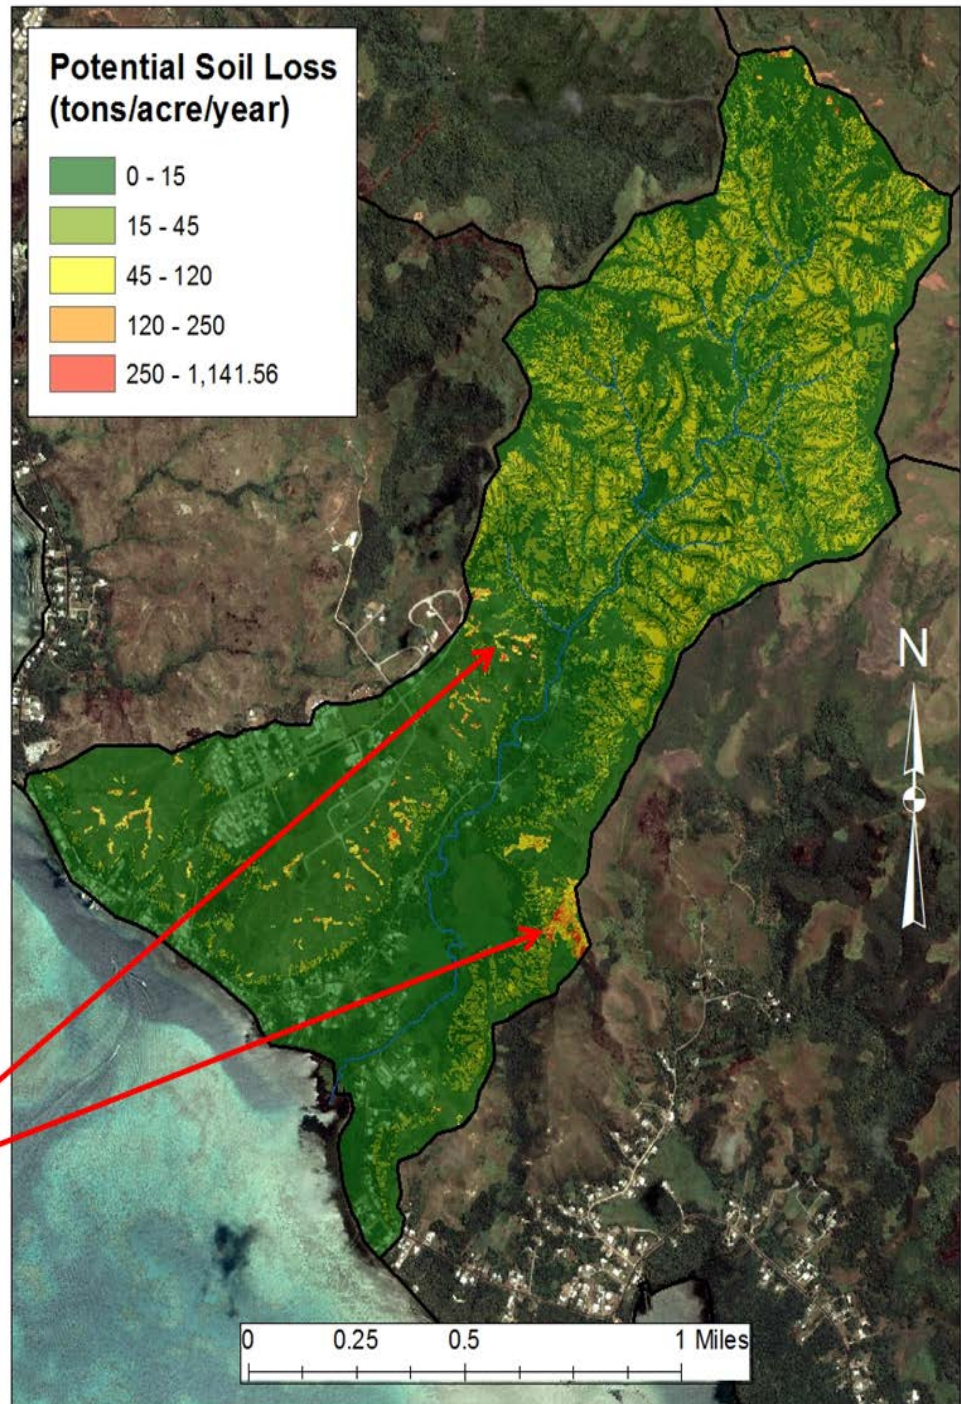 Potential Soil Loss
(tons/acre/year)
0 - 15
15 - 45
45 - 120
120 - 250
250 - 1,141.56
N
0 0.25 0.5 1 Miles